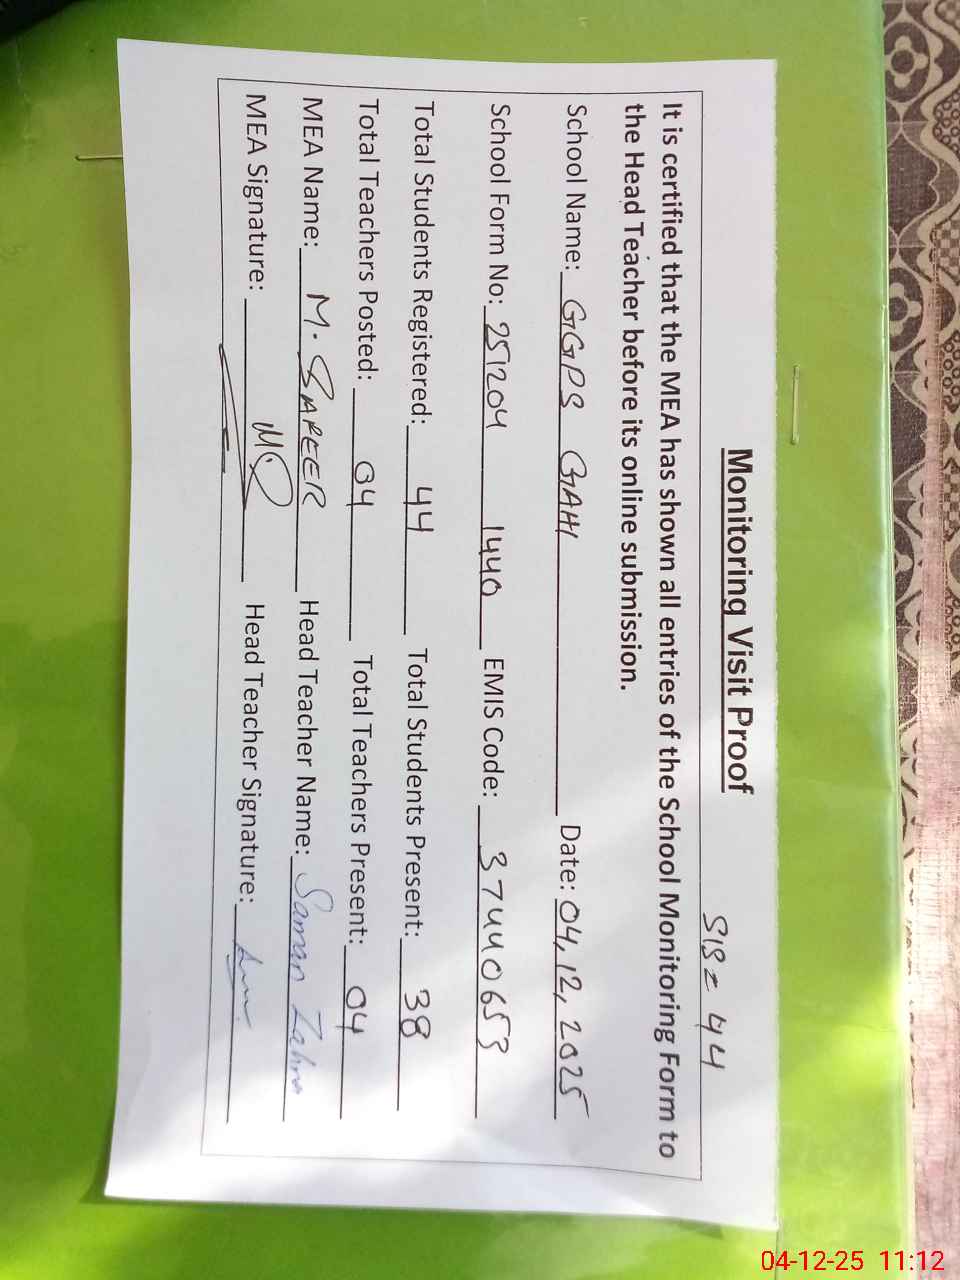 Monitoring Visit Proof
SIS = 44
It is certified that the MEA has shown all entries of the School Monitoring Form to
the Head Teacher before its online submission.
School Name: GGPS GAHI Date: 04,12,2025
School Form No: 251204 1440 EMIS Code: 37440653
Total Students Registered: 44 Total Students Present: 38
Total Teachers Posted: 04 Total Teachers Present: 04
MEA Name: M. SAREER Head Teacher Name: Saman Zahra
MEA Signature: Head Teacher Signature:
04-12-25 11:12